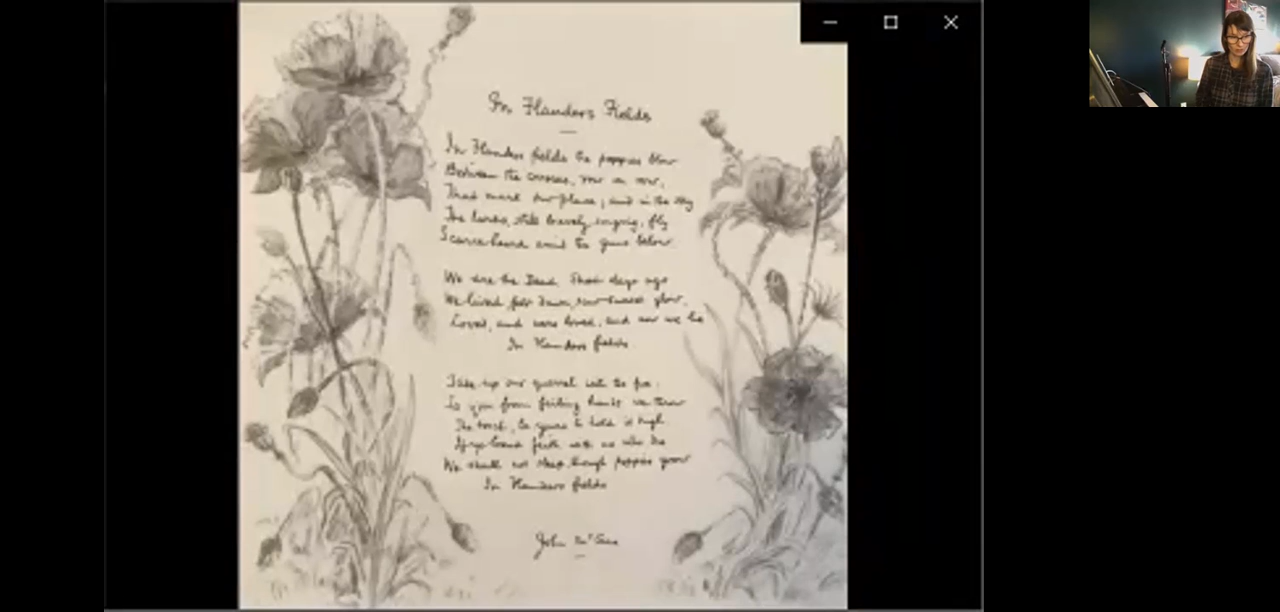 In Flanders Fields
In Flanders fields the poppies blow
Between the crosses, row on row,
That mark our place; and in the sky
The larks, still bravely singing, fly
Scarce heard amid the guns below.
We are the Dead. Short days ago
We lived, felt dawn, saw sunset glow,
Loved, and were loved, and now we lie
In Flanders fields.
Take up our quarrel with the foe:
To you from failing hands we throw
The torch; be yours to hold it high
If ye break faith with us who die
We shall not sleep, though poppies grow
In Flanders fields
John McCrae